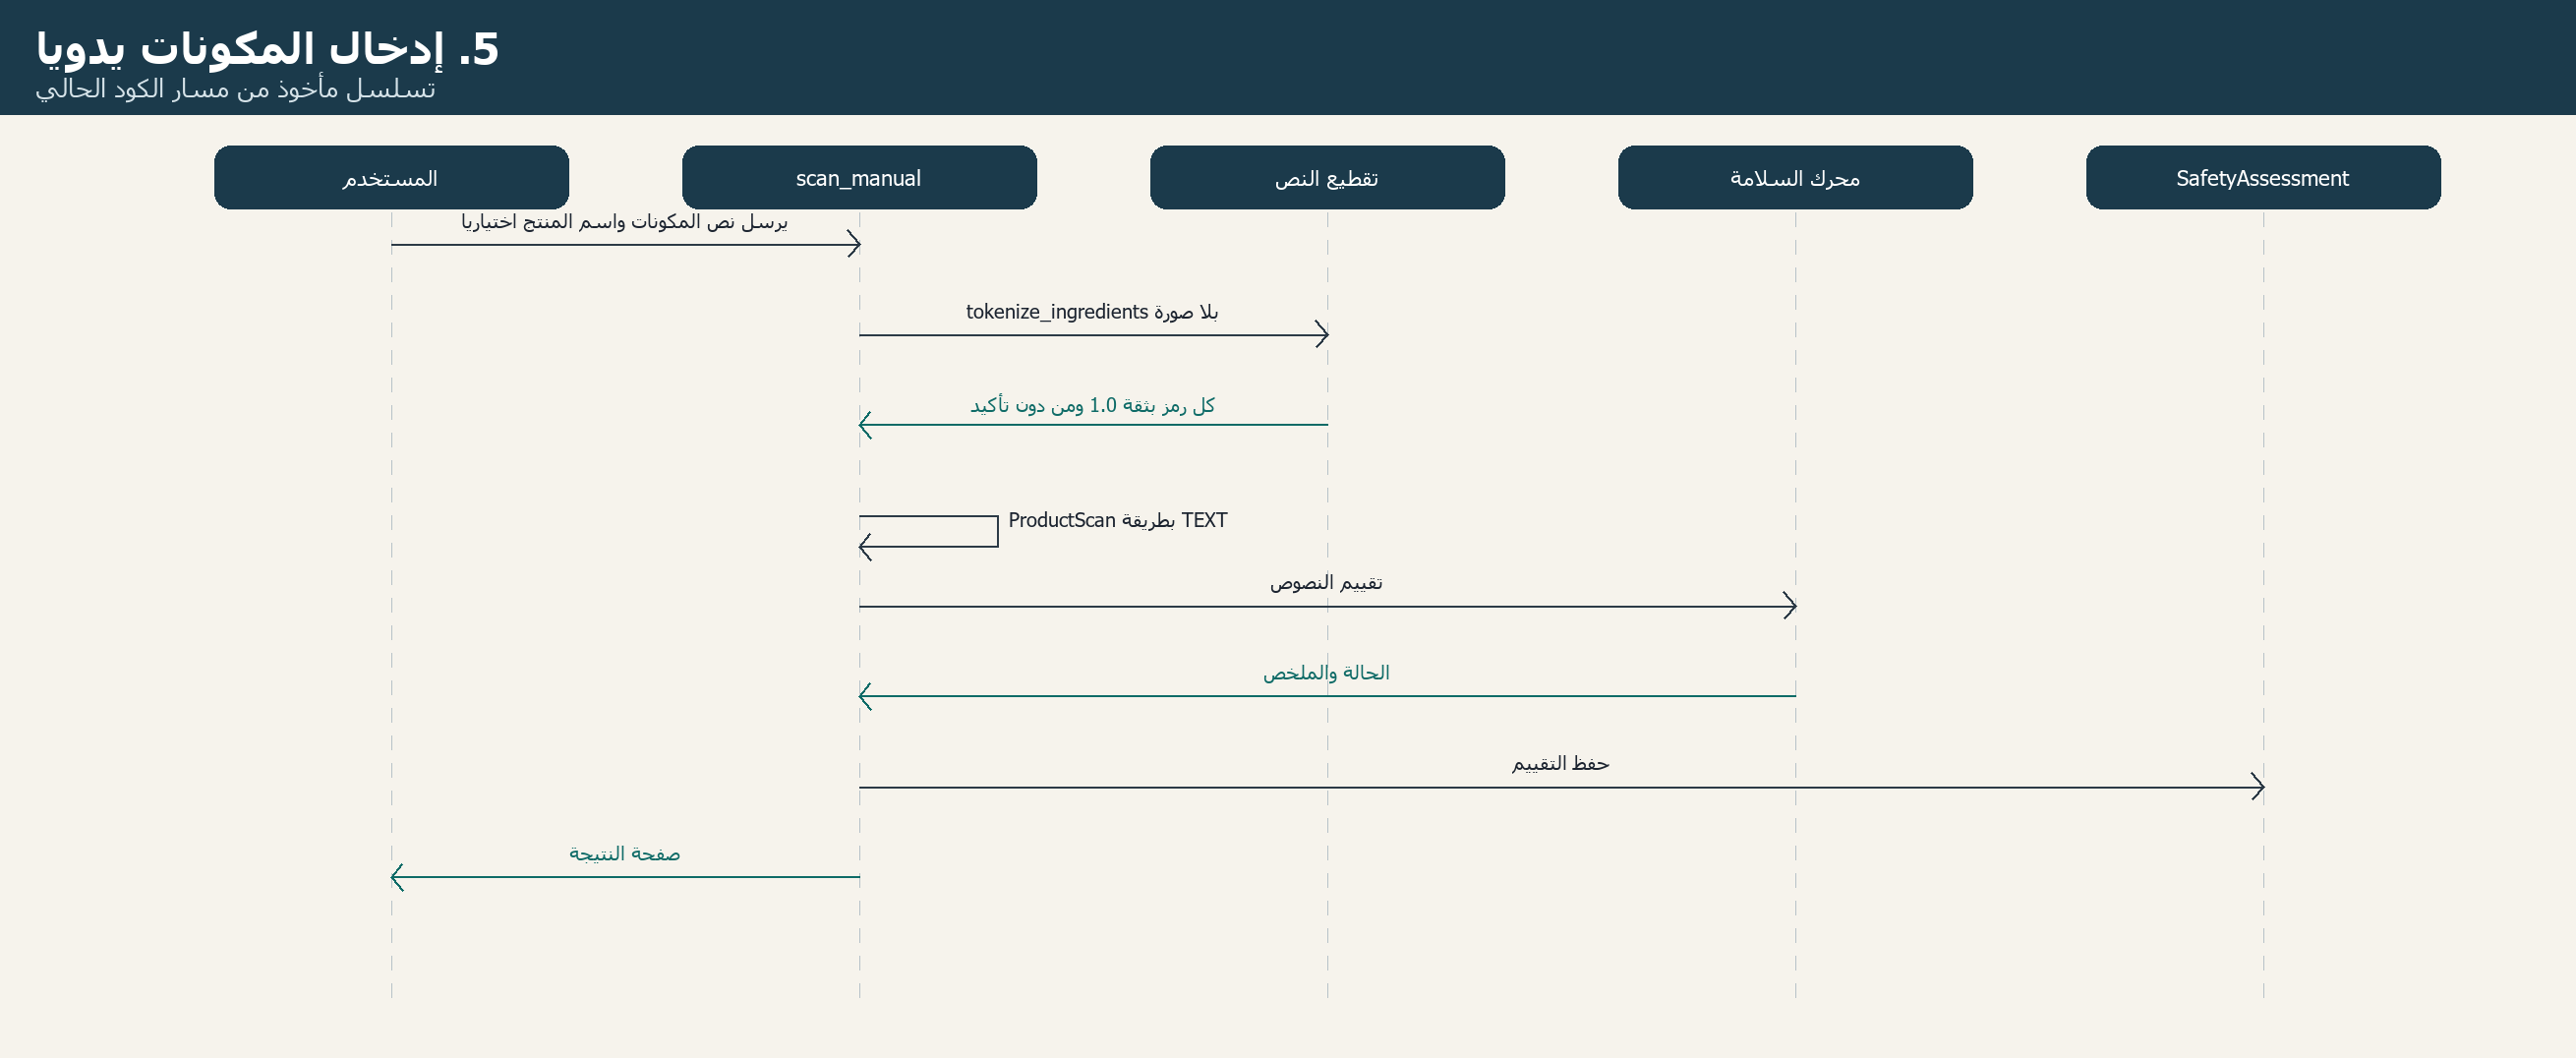 5. إدخال المكونات يدويا
تسلسل مأخوذ من مسار الكود الحالي
المستخدم
scan_manual
تقطيع النص
محرك السلامة
SafetyAssessment
يرسل نص المكونات واسم المنتج اختياريا
tokenize_ingredients بلا صورة
كل رمز بثقة 1.0 ومن دون تأكيد
ProductScan بطريقة TEXT
تقييم النصوص
الحالة والملخص
حفظ التقييم
صفحة النتيجة